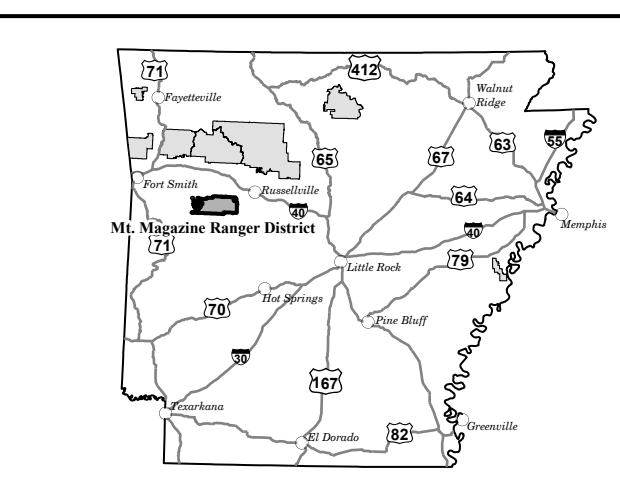 71
412
Walnut
Ridge
Fayetteville
67
63
55
65
Fort Smith
Russellville
64
40
Mt. Magazine Ranger District
Memphis
40
71
79
Little Rock
Hot Springs
70
Pine Bluff
30
167
Texarkana
Greenville
82
El Dorado